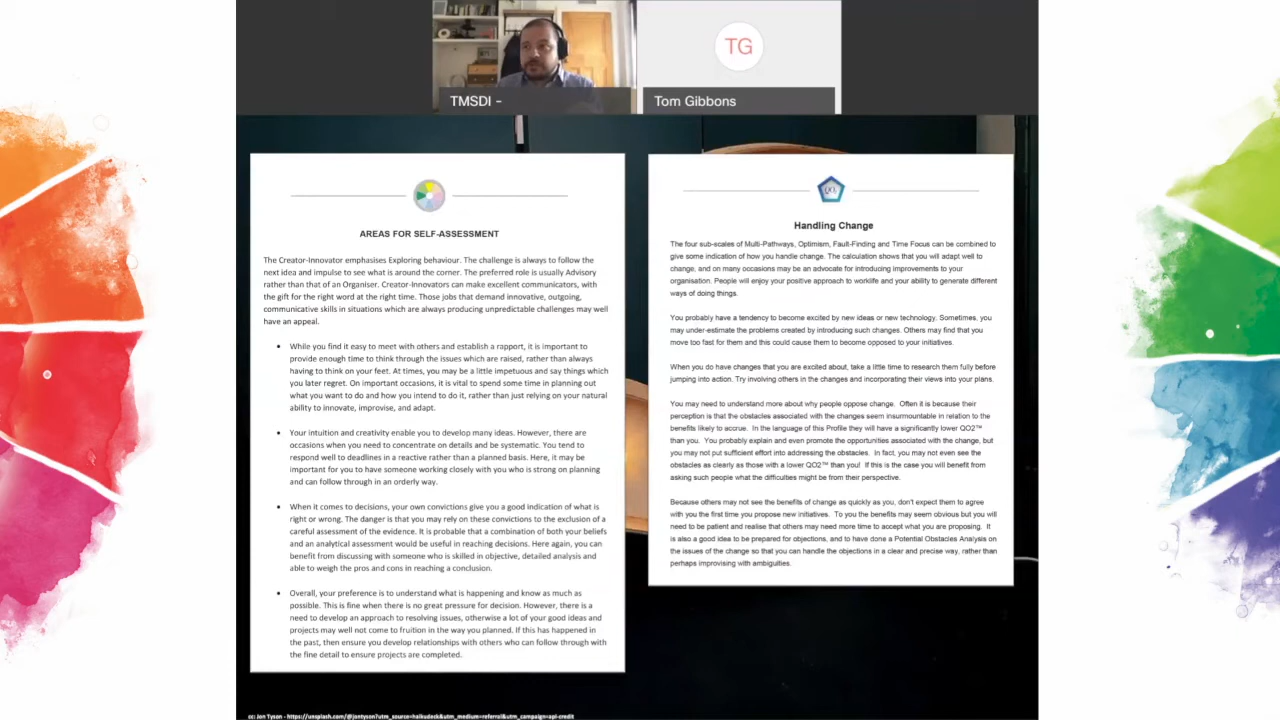 TMSDI -
TG
Tom Gibbons
AREAS FOR SELF-ASSESSMENT
The Creator-Innovator emphasises Exploring behaviour. The challenge is always to follow the
next idea and impulse to see what is around the corner. The preferred role is usually Advisory
rather than that of an Organiser. Creator-Innovators can make excellent communicators, with
the gift for the right word at the right time. Those jobs that demand innovative, outgoing,
communicative skills in situations which are always producing unpredictable challenges may well
have an appeal.
• While you find it easy to meet with others and establish a rapport, it is important to
provide enough time to think through the issues which are raised, rather than always
having to think on your feet. At times, you may be a little impetuous and say things which
you later regret. On important occasions, it is vital to spend some time in planning out
what you want to do and how you intend to do it, rather than just relying on your natural
ability to innovate, improvise, and adapt.
• Your intuition and creativity enable you to develop many ideas. However, there are
occasions when you need to concentrate on details and be systematic. You tend to
respond well to deadlines in a reactive rather than a planned basis. Here, it may be
important for you to have someone working closely with you who is strong on planning
and can follow through in an orderly way.
• When it comes to decisions, your own convictions give you a good indication of what is
right or wrong. The danger is that you may rely on these convictions to the exclusion of a
careful assessment of the evidence. It is probable that a combination of both your beliefs
and an analytical assessment would be useful in reaching decisions. Here again, you can
benefit from discussing with someone who is skilled in objective, detailed analysis and
able to weigh the pros and cons in reaching a conclusion.
• Overall, your preference is to understand what is happening and know as much as
possible. This is fine when there is no great pressure for decision. However, there is a
need to develop an approach to resolving issues, otherwise a lot of your good ideas and
projects may well not come to fruition in the way you planned. If this has happened in
the past, then ensure you develop relationships with others who can follow through with
the fine detail to ensure projects are completed.
QO2
Handling Change
The four sub-scales of Multi-Pathways, Optimism, Fault-Finding and Time Focus can be combined to
give some indication of how you handle change. The calculation shows that you will adapt well to
change, and on many occasions may be an advocate for introducing improvements to your
organisation. People will enjoy your positive approach to worklife and your ability to generate different
ways of doing things.
You probably have a tendency to become excited by new ideas or new technology. Sometimes, you
may under-estimate the problems created by introducing such changes. Others may find that you
move too fast for them and this could cause them to become opposed to your initiatives.
When you do have changes that you are excited about, take a little time to research them fully before
jumping into action. Try involving others in the changes and incorporating their views into your plans.
You may need to understand more about why people oppose change. Often it is because their
perception is that the obstacles associated with the changes seem insurmountable in relation to the
benefits likely to accrue. In the language of this Profile they will have a significantly lower QO2™
than you. You probably explain and even promote the opportunities associated with the change, but
you may not put sufficient effort into addressing the obstacles. In fact, you may not even see the
obstacles as clearly as those with a lower QO2™ than you! If this is the case you will benefit from
asking such people what the difficulties might be from their perspective.
Because others may not see the benefits of change as quickly as you, don't expect them to agree
with you the first time you propose new initiatives. To you the benefits may seem obvious but you will
need to be patient and realise that others may need more time to accept what you are proposing. It
is also a good idea to be prepared for objections, and to have done a Potential Obstacles Analysis on
the issues of the change so that you can handle the objections in a clear and precise way, rather than
perhaps improvising with ambiguities.
cc: Jon Tyson - https://unsplash.com/@jontyson?utm_source=haikudeck&utm_medium=referral&utm_campaign=api-credit